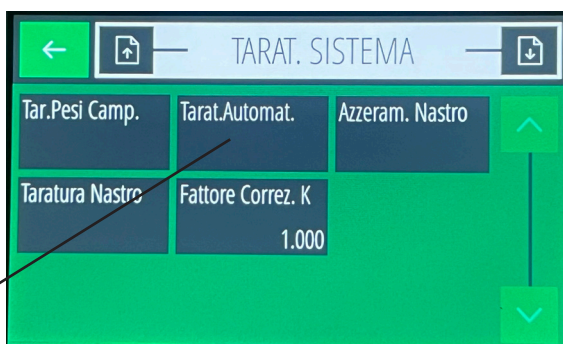 TARAT. SISTEMA
Tar.Pesi Camp.
Tarat.Automat.
Azzeram. Nastro
Taratura Nastro
Fattore Correz. K
1.000